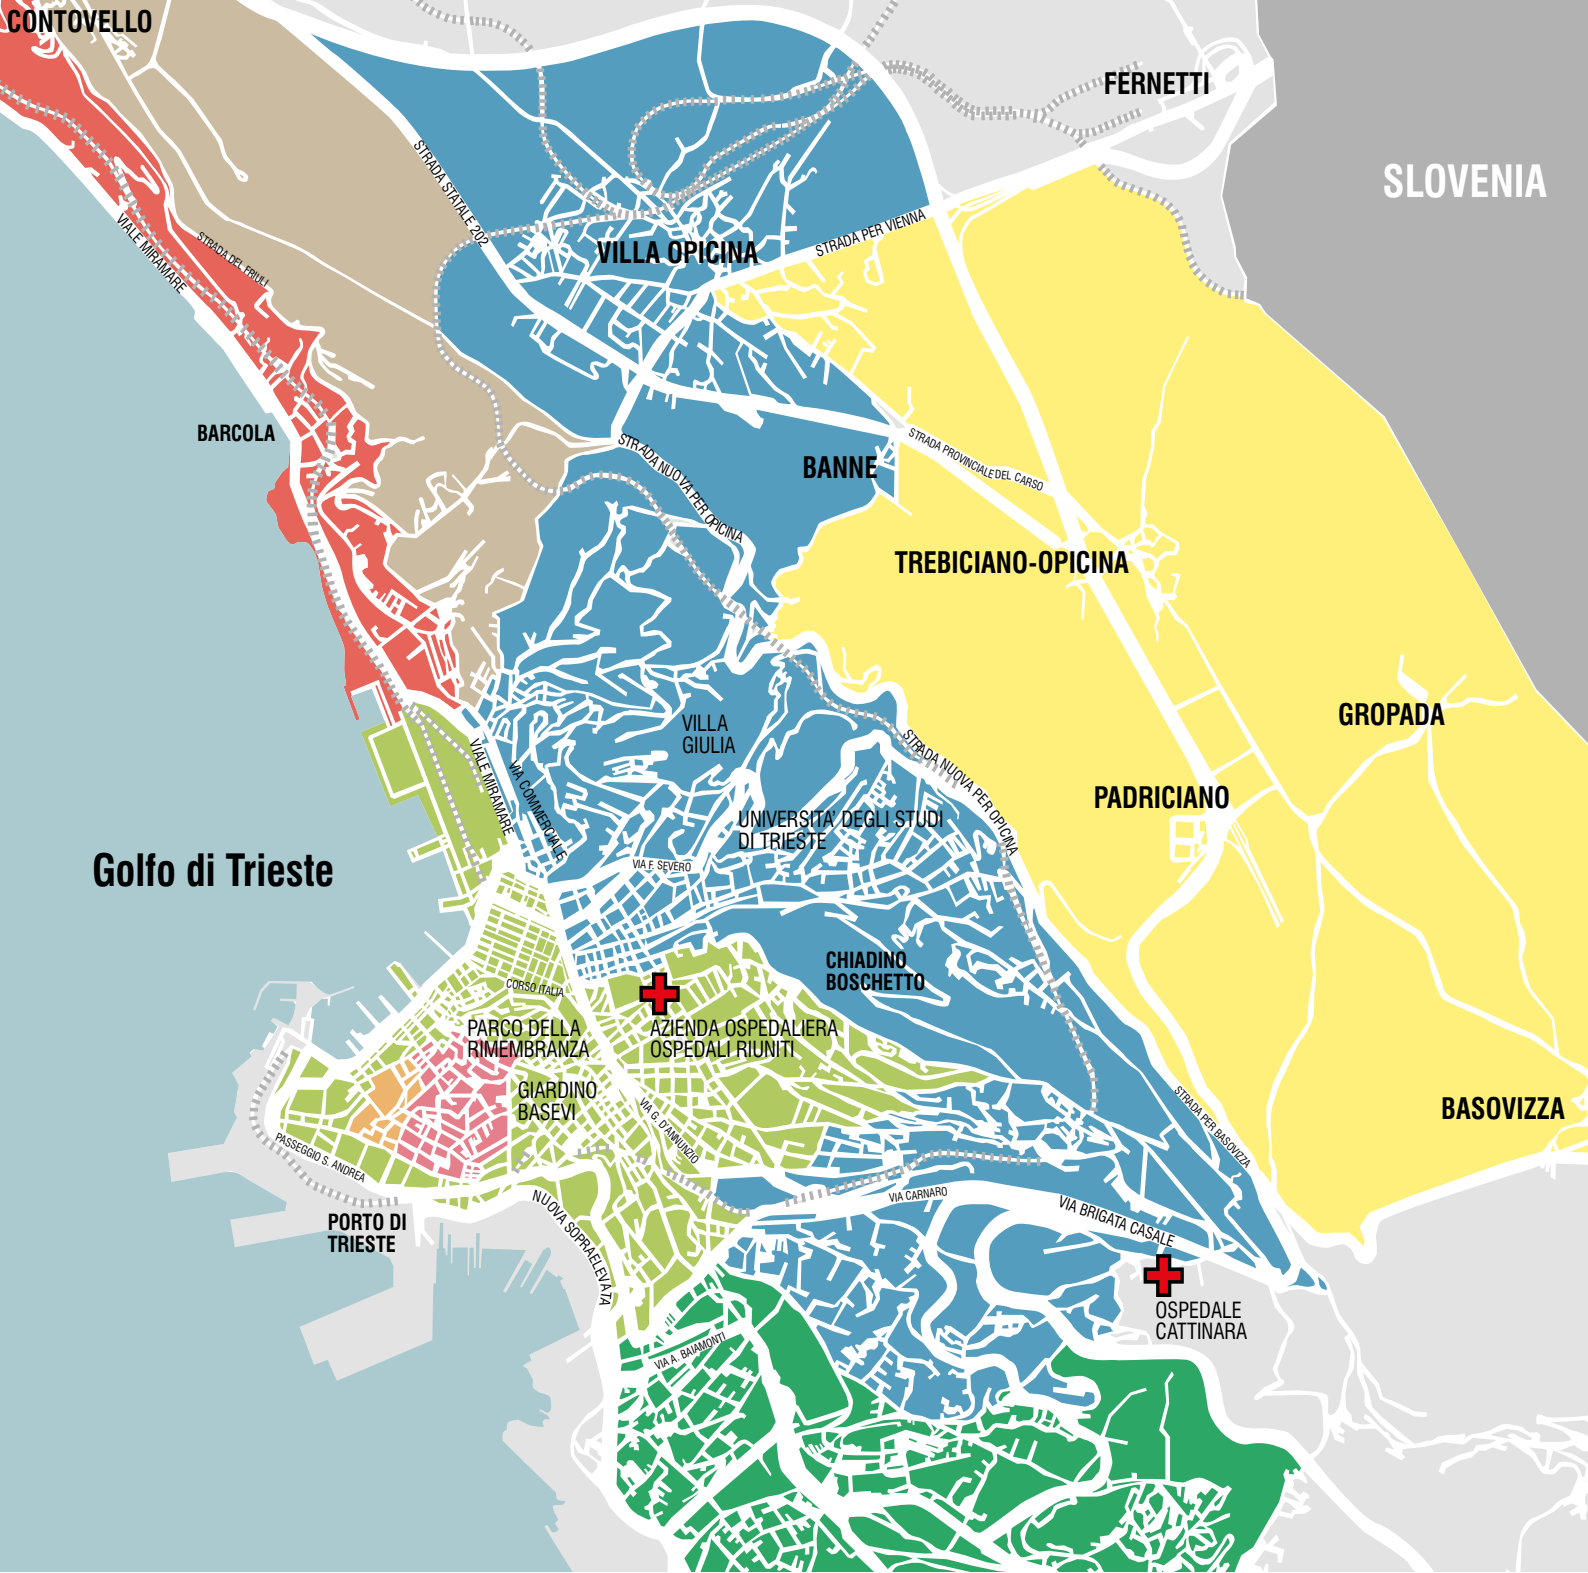 CONTOVELLO
FERNETTI
SLOVENIA
STRADA STATALE 202
VIALE MIRAMARE
STRADA DEL FRIULI
VILLA OPICINA
STRADA PER VIENNA
BARCOLA
STRADA NUOVA PER OPICINA
BANNE
STRADA PROVINCIALE DEL CARSO
TREBICIANO-OPICINA
GROPADA
VILLA
GIULIA
VIALE MIRAMARE
VIA COMMERCIALE
STRADA NUOVA PER OPICINA
PADRICIANO
UNIVERSITA' DEGLI STUDI
DI TRIESTE
VIA F. SEVERO
Golfo di Trieste
CHIADINO
BOSCHETTO
CORSO ITALIA
PARCO DELLA
RIMEMBRANZA
AZIENDA OSPEDALIERA
OSPEDALI RIUNITI
GIARDINO
BASEVI
VIA G. D'ANNUNZIO
STRADA PER BASOVIZZA
BASOVIZZA
PASSEGGIO S. ANDREA
PORTO DI
TRIESTE
NUOVA SOPRAELEVATA
VIA CARNARO
VIA BRIGATA CASALE
OSPEDALE
CATTINARA
VIA A. BAIAMONTI